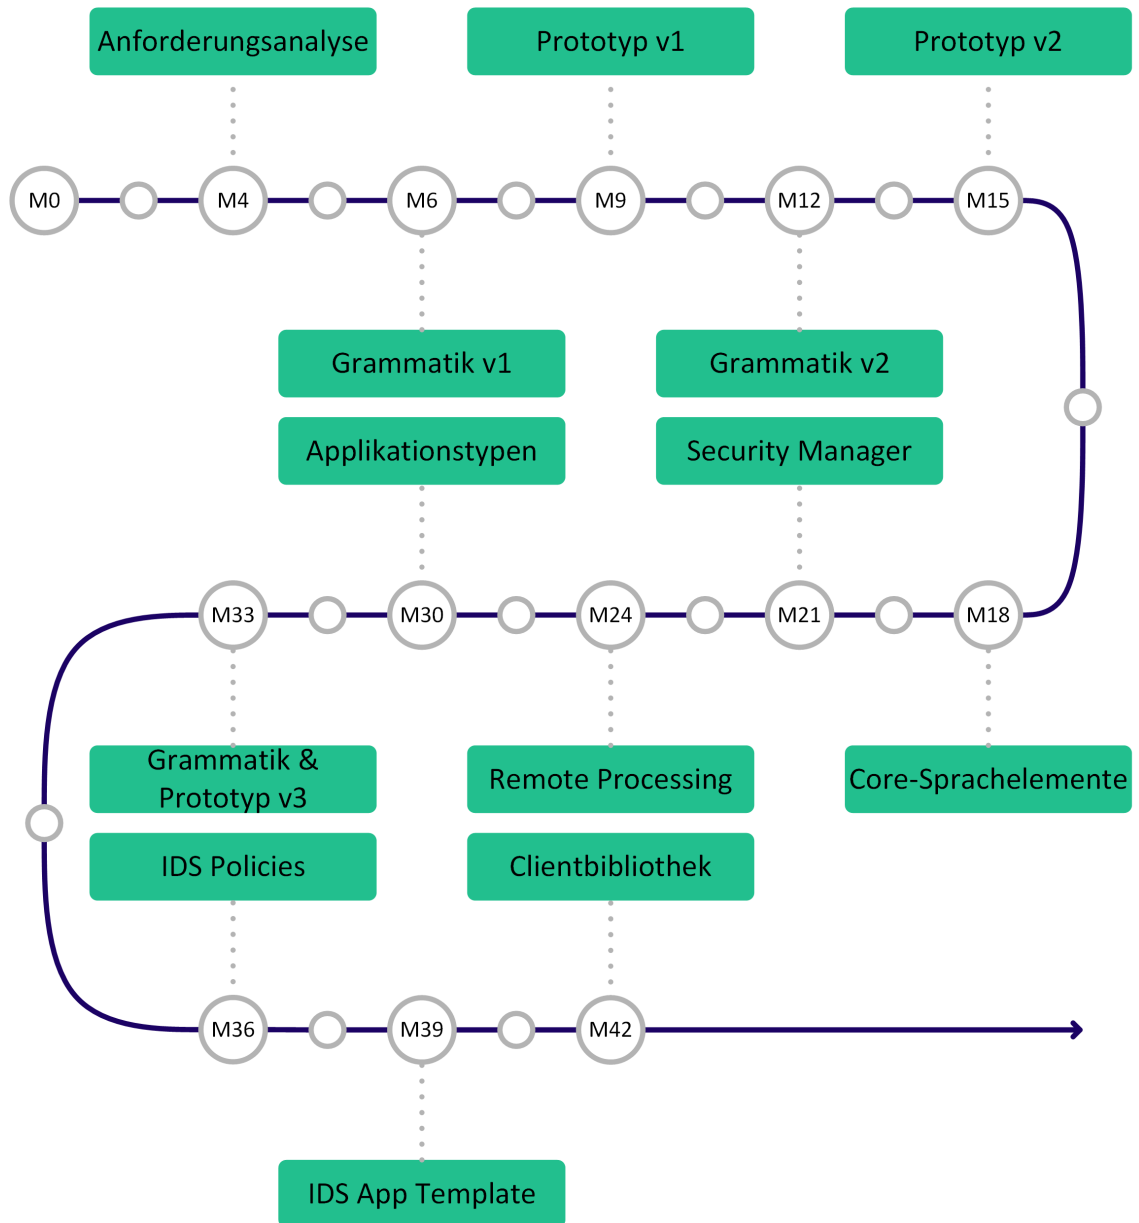 Anforderungsanalyse
Prototyp v1
Prototyp v2
M0
M4
M6
M9
M12
M15
Grammatik v1
Grammatik v2
Applikationstypen
Security Manager
M33
M30
M24
M21
M18
Grammatik &
Prototyp v3
Remote Processing
Core-Sprachelemente
IDS Policies
Clientbibliothek
M36
M39
M42
IDS App Template